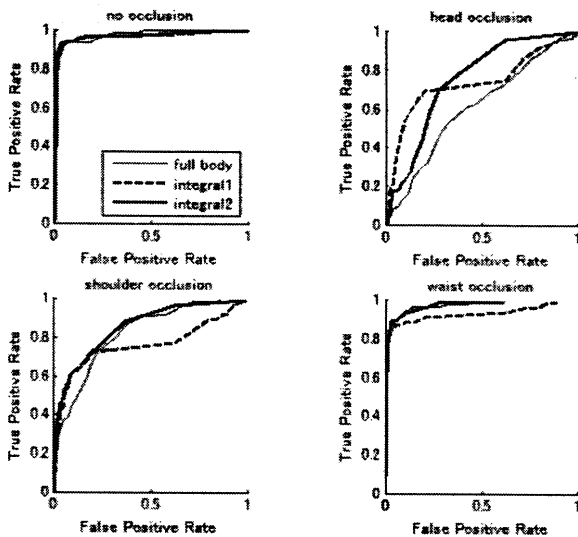 no occlusion
True Positive Rate
1
0.8
0.6
0.4
0.2
0
0
0.5
1
False Positive Rate
full body
integral1
integral2
head occlusion
True Positive Rate
1
0.8
0.6
0.4
0.2
0
0
0.5
1
False Positive Rate
shoulder occlusion
True Positive Rate
1
0.8
0.6
0.4
0.2
0
0
0.5
1
False Positive Rate
waist occlusion
True Positive Rate
1
0.8
0.6
0.4
0.2
0
0
0.5
1
False Positive Rate